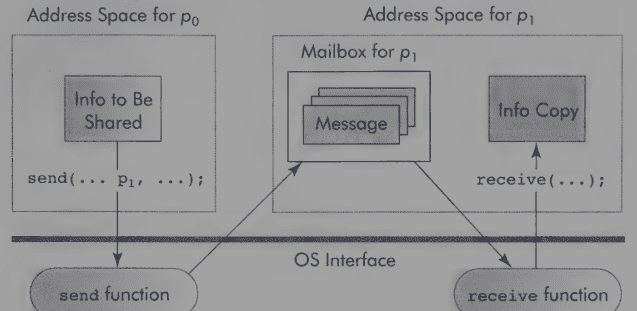 Address Space for p0
Address Space for p1
Mailbox for p1
Info to Be
Shared
Message
Info Copy
send(... p1, ...);
receive(...);
OS Interface
send function
receive function